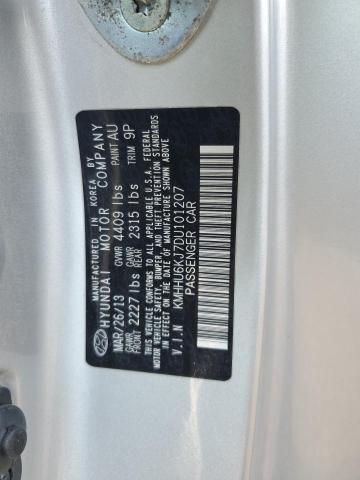 MANUFACTURED IN KOREA BY
HYUNDAI MOTOR COMPANY
MAR/26/13 GVWR 4409 lbs PAINT AU
GAWR FRONT 2227 lbs GAWR REAR 2315 lbs TRIM 9P
THIS VEHICLE CONFORMS TO ALL APPLICABLE U.S.A. FEDERAL
MOTOR VEHICLE SAFETY, BUMPER, AND THEFT PREVENTION STANDARDS
IN EFFECT ON THE DATE OF MANUFACTURE SHOWN ABOVE
V.I.N KMHHU6KJ7DU101207
PASSENGER CAR